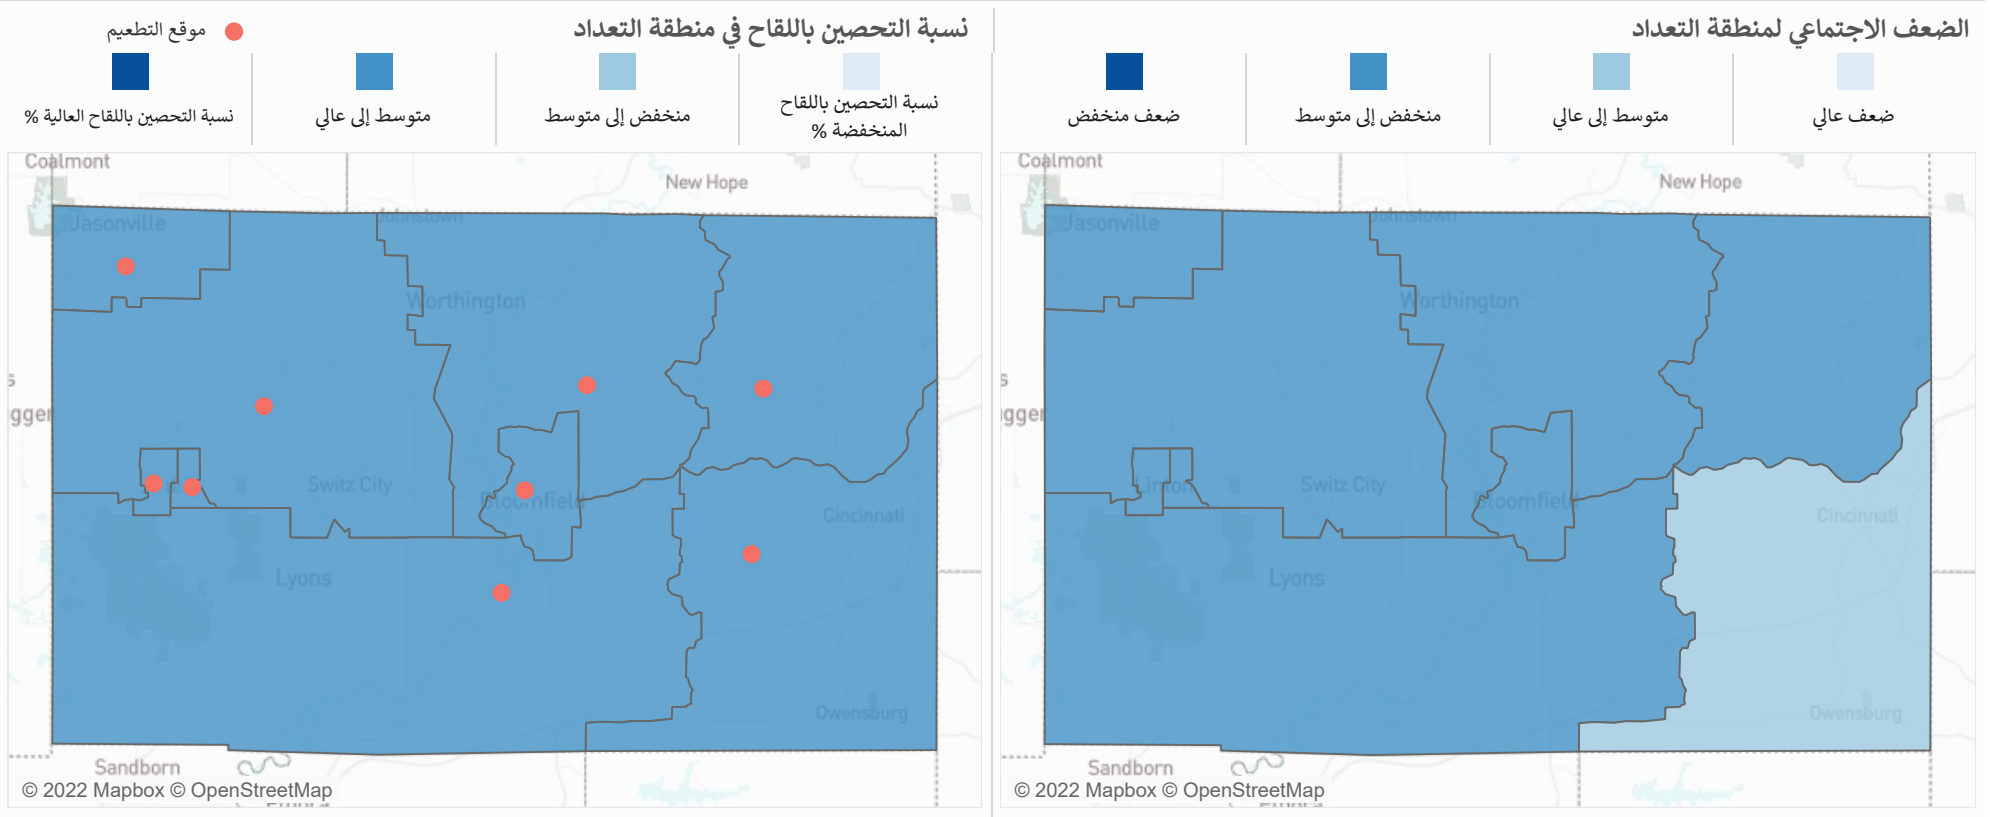 الضعف الاجتماعي لمنطقة التعداد
ضعف عالي
متوسط إلى عالي
منخفض إلى متوسط
ضعف منخفض
Coalmont
New Hope
Jasonville
Johnstown
Worthington
s
gger
Linton
Switz City
Bloomfield
Cincinnati
Lyons
Owensburg
Sandborn
© 2022 Mapbox © OpenStreetMap
نسبة التحصين باللقاح في منطقة التعداد
موقع التطعيم
نسبة التحصين باللقاح
المنخفضة %
منخفض إلى متوسط
متوسط إلى عالي
نسبة التحصين باللقاح العالية %
Coalmont
New Hope
Jasonville
Johnstown
Worthington
s
gger
Switz City
Bloomfield
Cincinnati
Lyons
Owensburg
Sandborn
© 2022 Mapbox © OpenStreetMap